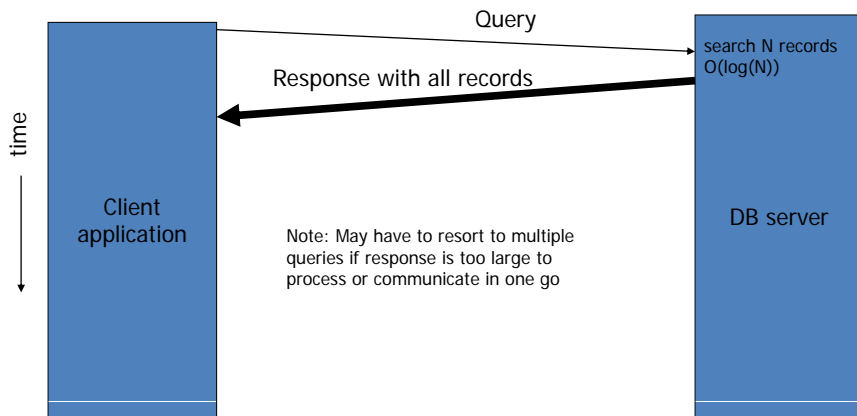 Query
search N records
O(log(N))
Response with all records
time
Client
application
DB server
Note: May have to resort to multiple
queries if response is too large to
process or communicate in one go